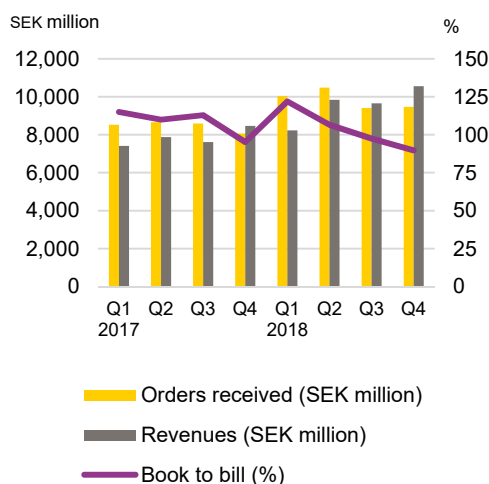 SEK million %
12,000 150
10,000 125
8,000 100
6,000 75
4,000 50
2,000 25
0 0
Q1 Q2 Q3 Q4 Q1 Q2 Q3 Q4
2017 2018
Orders received (SEK million)
Revenues (SEK million)
Book to bill (%)